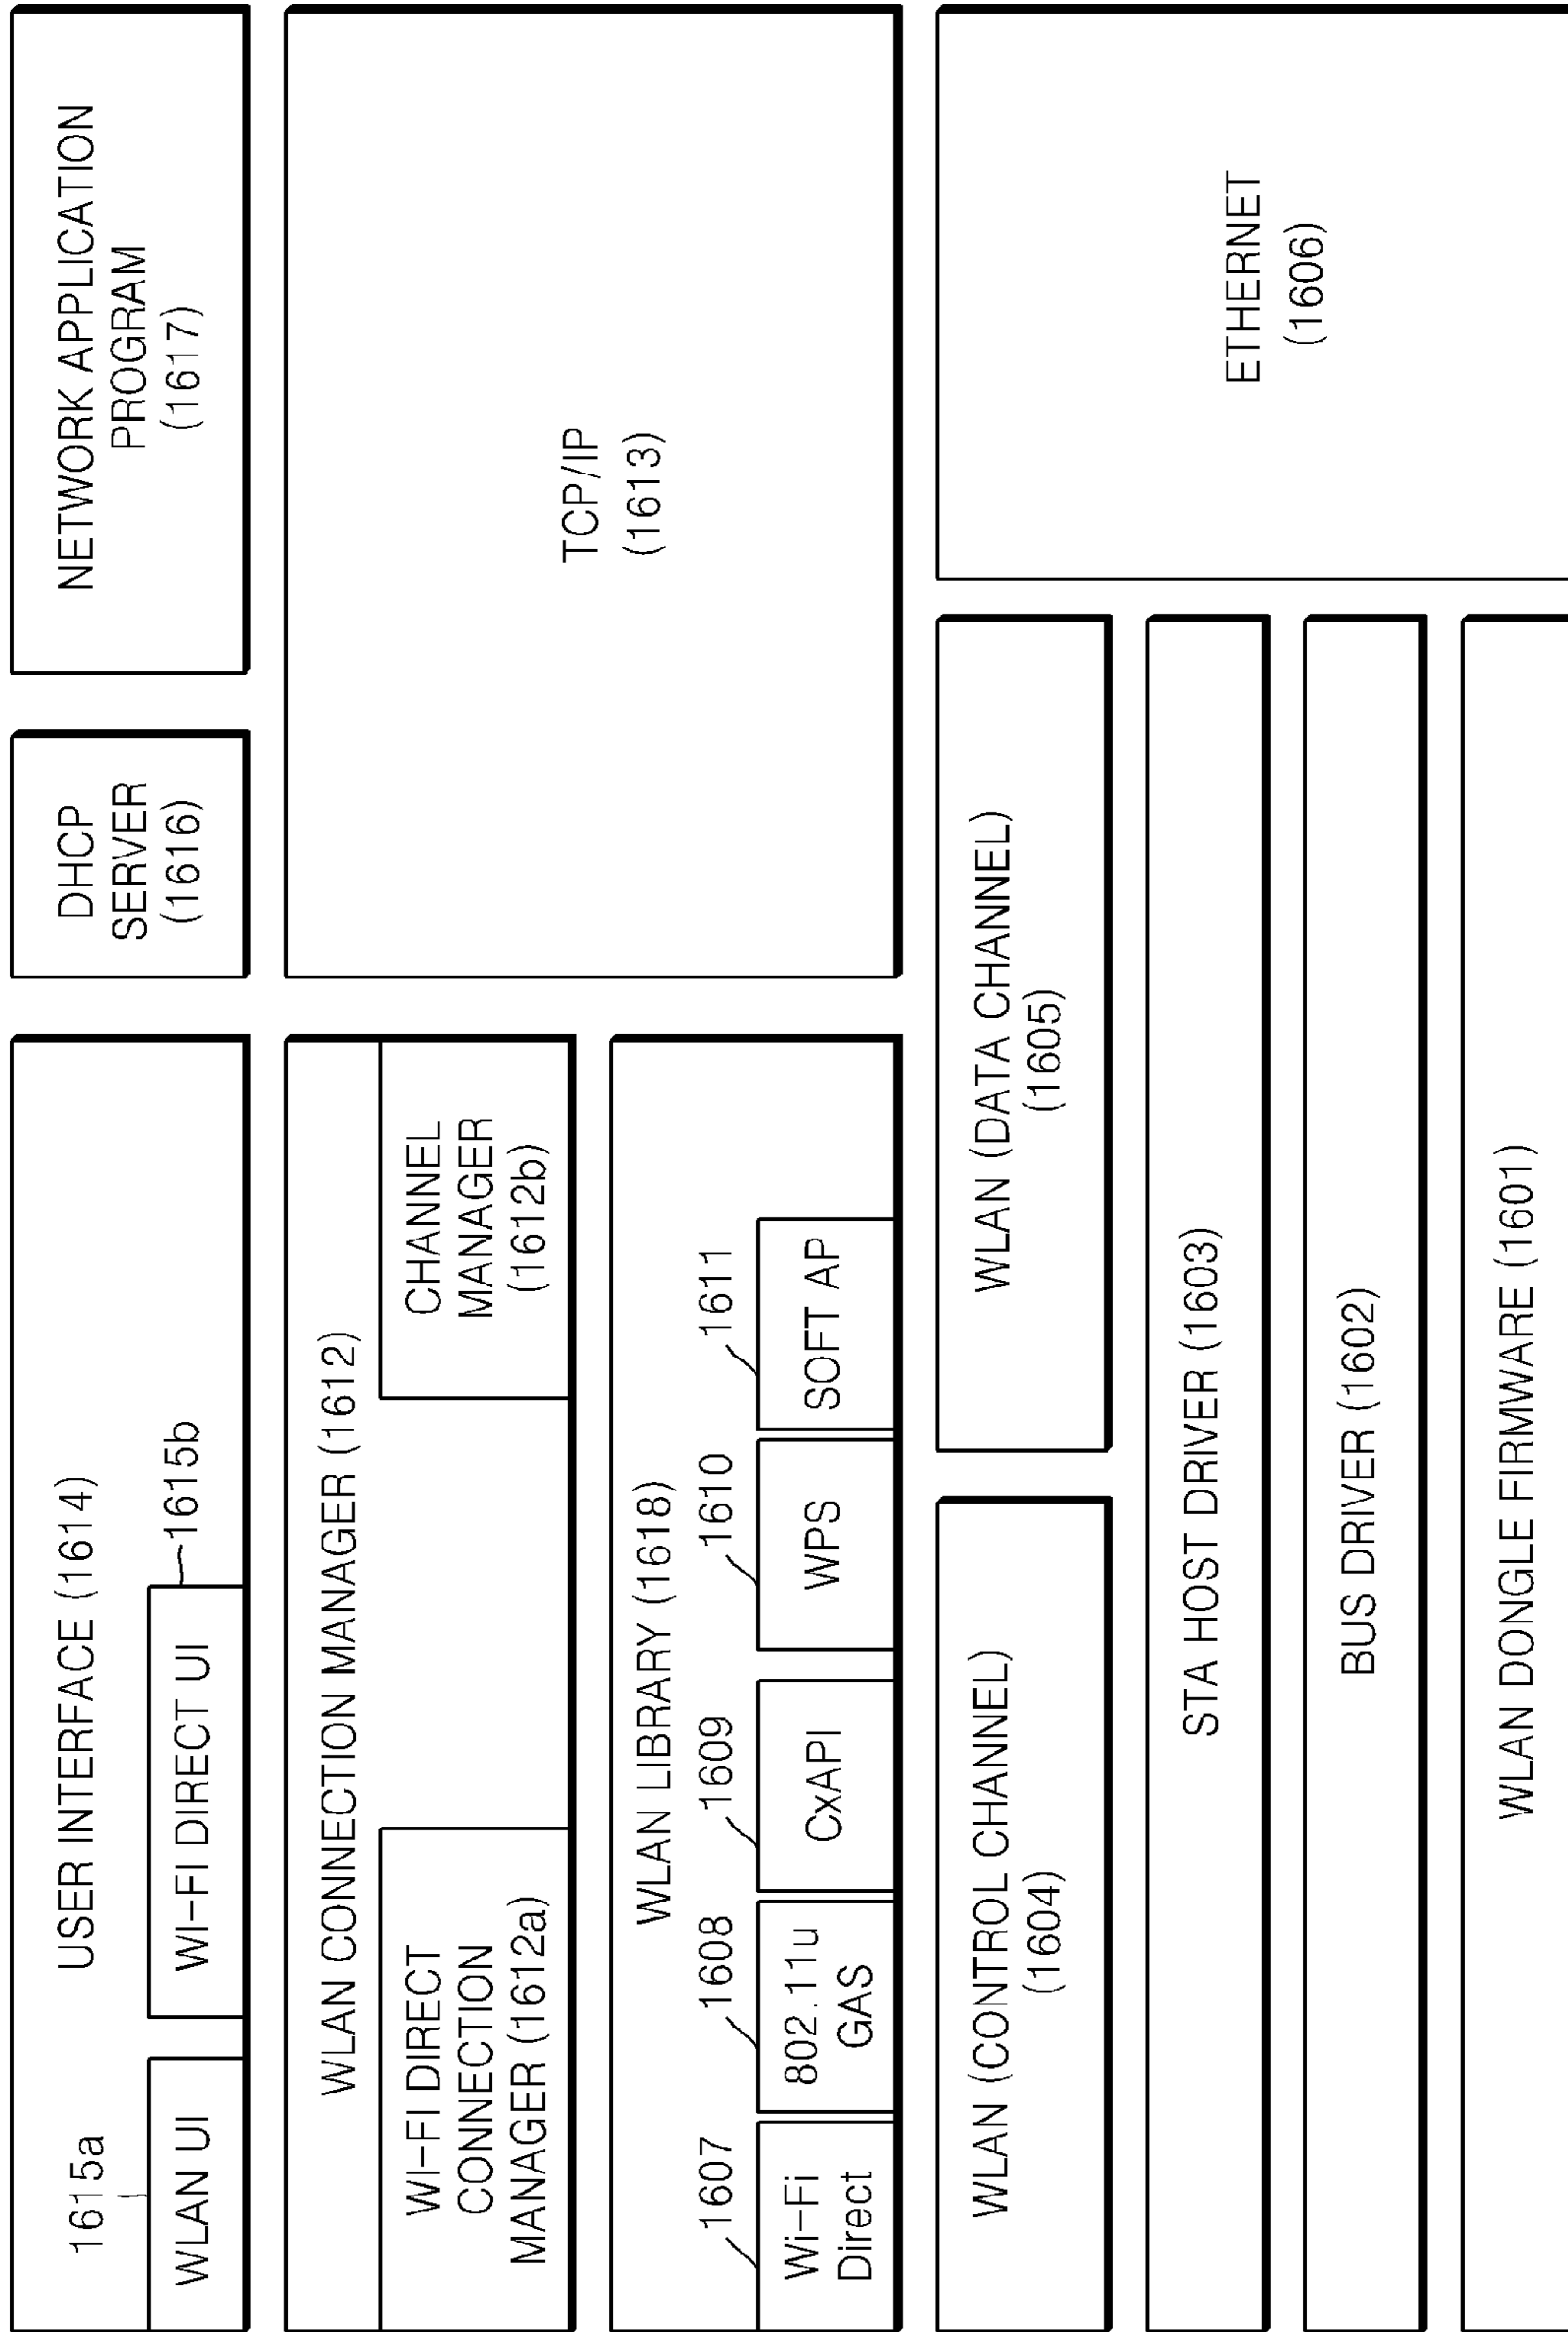 USER INTERFACE (1614)
1615a
WLAN UI
WI-FI DIRECT UI
1615b
DHCP
SERVER
(1616)
NETWORK APPLICATION
PROGRAM
(1617)
WLAN CONNECTION MANAGER (1612)
WI-FI DIRECT
CONNECTION
MANAGER (1612a)
CHANNEL
MANAGER
(1612b)
TCP/IP
(1613)
WLAN LIBRARY (1618)
1607
Wi-Fi
Direct
1608
802.11u
GAS
1609
CxAPI
1610
WPS
1611
SOFT AP
WLAN (CONTROL CHANNEL)
(1604)
WLAN (DATA CHANNEL)
(1605)
ETHERNET
(1606)
STA HOST DRIVER (1603)
BUS DRIVER (1602)
WLAN DONGLE FIRMWARE (1601)